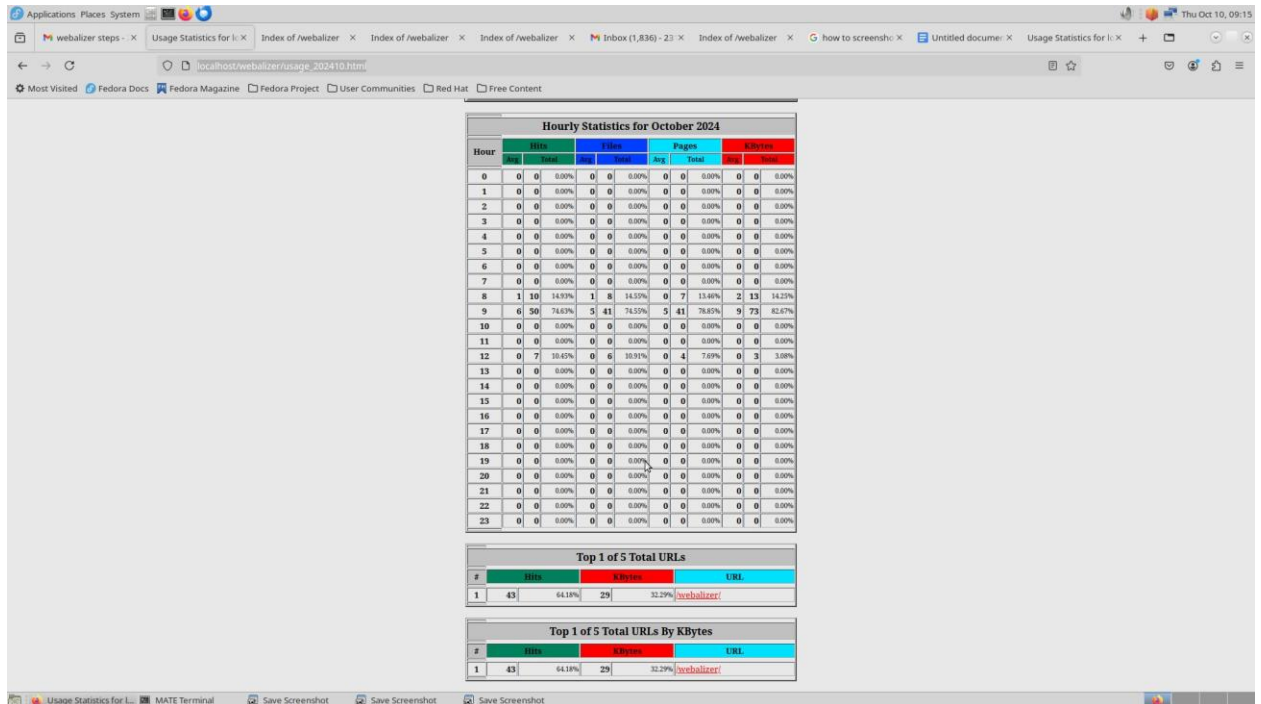 Applications Places System Thu Oct 10, 09:15
webalizer steps - Usage Statistics for lo Index of /webalizer Index of /webalizer Index of /webalizer Inbox (1,836) - 23 Index of /webalizer how to screensho Untitled documen Usage Statistics for lo
localhost/webalizer/usage_202410.html
Most Visited Fedora Docs Fedora Magazine Fedora Project User Communities Red Hat Free Content
Hourly Statistics for October 2024
Hour Hits Files Pages KBytes
Avg Total Avg Total Avg Total Avg Total
0 0 0 0.00% 0 0 0.00% 0 0 0.00% 0 0 0.00%
1 0 0 0.00% 0 0 0.00% 0 0 0.00% 0 0 0.00%
2 0 0 0.00% 0 0 0.00% 0 0 0.00% 0 0 0.00%
3 0 0 0.00% 0 0 0.00% 0 0 0.00% 0 0 0.00%
4 0 0 0.00% 0 0 0.00% 0 0 0.00% 0 0 0.00%
5 0 0 0.00% 0 0 0.00% 0 0 0.00% 0 0 0.00%
6 0 0 0.00% 0 0 0.00% 0 0 0.00% 0 0 0.00%
7 0 0 0.00% 0 0 0.00% 0 0 0.00% 0 0 0.00%
8 1 10 14.93% 1 8 14.55% 0 7 13.46% 2 13 14.25%
9 6 50 74.63% 5 41 74.55% 5 41 78.85% 9 73 82.67%
10 0 0 0.00% 0 0 0.00% 0 0 0.00% 0 0 0.00%
11 0 0 0.00% 0 0 0.00% 0 0 0.00% 0 0 0.00%
12 0 7 10.45% 0 6 10.91% 0 4 7.69% 0 3 3.08%
13 0 0 0.00% 0 0 0.00% 0 0 0.00% 0 0 0.00%
14 0 0 0.00% 0 0 0.00% 0 0 0.00% 0 0 0.00%
15 0 0 0.00% 0 0 0.00% 0 0 0.00% 0 0 0.00%
16 0 0 0.00% 0 0 0.00% 0 0 0.00% 0 0 0.00%
17 0 0 0.00% 0 0 0.00% 0 0 0.00% 0 0 0.00%
18 0 0 0.00% 0 0 0.00% 0 0 0.00% 0 0 0.00%
19 0 0 0.00% 0 0 0.00% 0 0 0.00% 0 0 0.00%
20 0 0 0.00% 0 0 0.00% 0 0 0.00% 0 0 0.00%
21 0 0 0.00% 0 0 0.00% 0 0 0.00% 0 0 0.00%
22 0 0 0.00% 0 0 0.00% 0 0 0.00% 0 0 0.00%
23 0 0 0.00% 0 0 0.00% 0 0 0.00% 0 0 0.00%
Top 1 of 5 Total URLs
# Hits KBytes URL
1 43 64.18% 29 32.29% /webalizer/
Top 1 of 5 Total URLs By KBytes
# Hits KBytes URL
1 43 64.18% 29 32.29% /webalizer/
Usage Statistics for l... MATE Terminal Save Screenshot Save Screenshot Save Screenshot